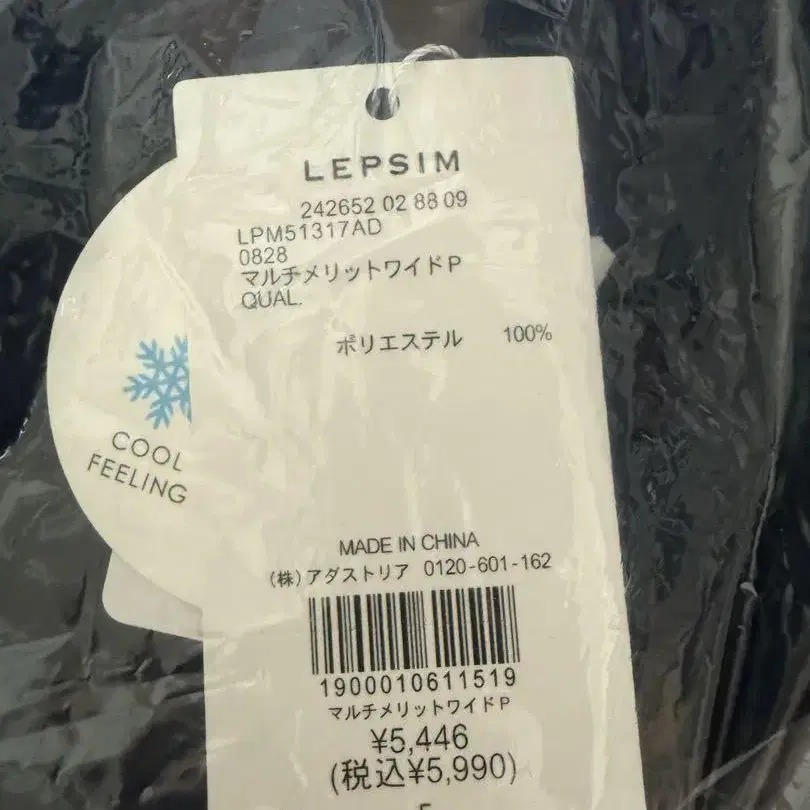 LEPSIM
242652 02 88 09
LPM51317AD
0828
マルチメリットワイドP
QUAL.
ポリエステル 100%
COOL
FEELING
MADE IN CHINA
(株)アダストリア 0120-601-162
1900010611519
マルチメリットワイドP
¥5,446
(税込¥5,990)